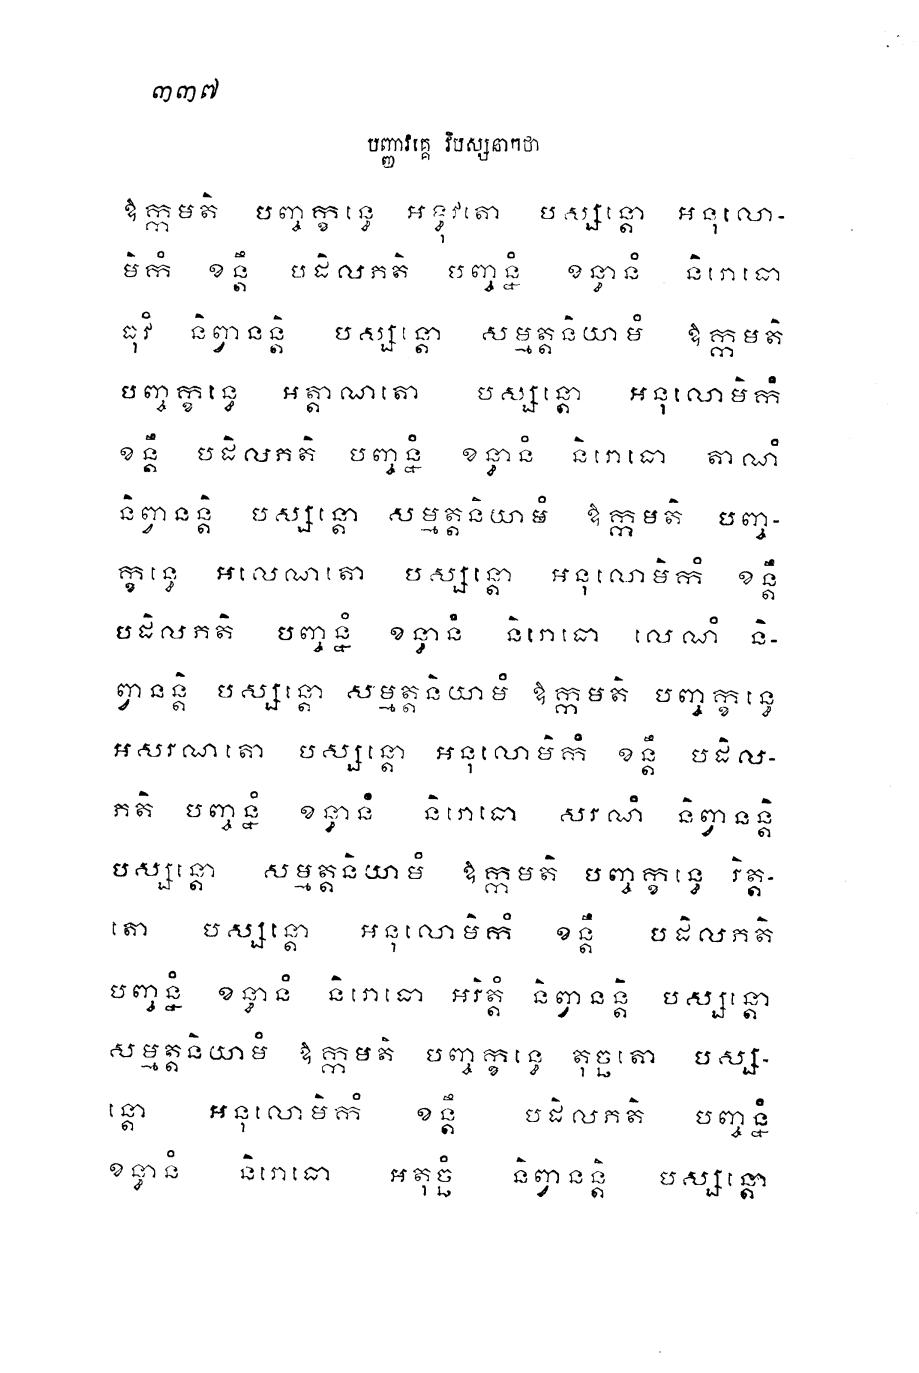 ៣៣៧
បញ្ញាវគ្គេ វិបស្សនាកថា
ឱក្កមតិ បញ្ចក្ខន្ធេ អទ្ធុវតោ បស្សន្តោ អនុលោ-
មិកំ ខន្តឹ បដិលភតិ បញ្ចន្នំ ខន្ធានំ និរោធោ
ធុវំ និព្វានន្តិ បស្សន្តោ សម្មត្តនិយាមំ ឱក្កមតិ
បញ្ចក្ខន្ធេ អត្តាណតោ បស្សន្តោ អនុលោមិកំ
ខន្តឹ បដិលភតិ បញ្ចន្នំ ខន្ធានំ និរោធោ តាណំ
និព្វានន្តិ បស្សន្តោ សម្មត្តនិយាមំ ឱក្កមតិ បញ្ច-
ក្ខន្ធេ អលេណតោ បស្សន្តោ អនុលោមិកំ ខន្តឹ
បដិលភតិ បញ្ចន្នំ ខន្ធានំ និរោធោ លេណំ និ-
ព្វានន្តិ បស្សន្តោ សម្មត្តនិយាមំ ឱក្កមតិ បញ្ចក្ខន្ធេ
អសរណតោ បស្សន្តោ អនុលោមិកំ ខន្តឹ បដិល-
ភតិ បញ្ចន្នំ ខន្ធានំ និរោធោ សរណំ និព្វានន្តិ
បស្សន្តោ សម្មត្តនិយាមំ ឱក្កមតិ បញ្ចក្ខន្ធេ រិត្ត-
តោ បស្សន្តោ អនុលោមិកំ ខន្តឹ បដិលភតិ
បញ្ចន្នំ ខន្ធានំ និរោធោ អរិត្តំ និព្វានន្តិ បស្សន្តោ
សម្មត្តនិយាមំ ឱក្កមតិ បញ្ចក្ខន្ធេ តុច្ឆតោ បស្ស-
ន្តោ អនុលោមិកំ ខន្តឹ បដិលភតិ បញ្ចន្នំ
ខន្ធានំ និរោធោ អតុច្ឆំ និព្វានន្តិ បស្សន្តោ